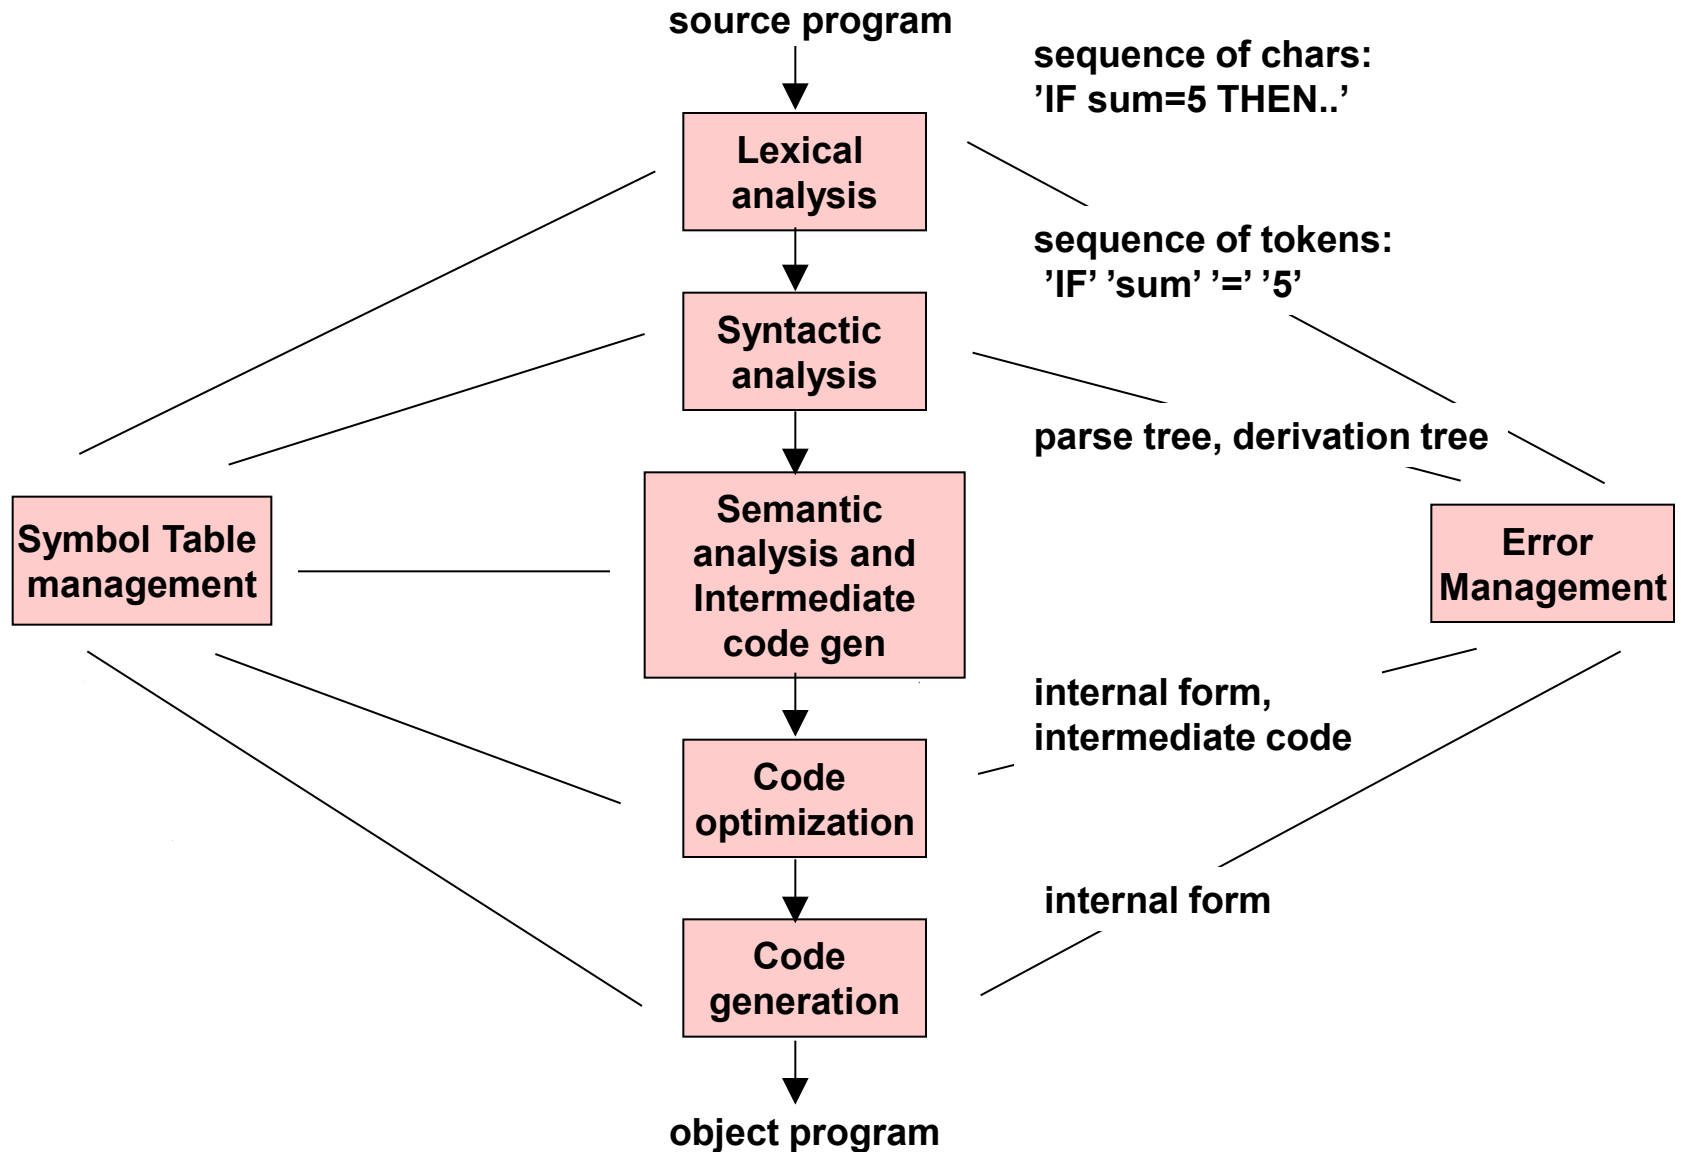 source program
sequence of chars:
’IF sum=5 THEN..’
Lexical
analysis
sequence of tokens:
’IF’ ’sum’ ’=’ ’5’
Syntactic
analysis
parse tree, derivation tree
Semantic
analysis and
Intermediate
code gen
Symbol Table
management
Error
Management
internal form,
intermediate code
Code
optimization
internal form
Code
generation
object program